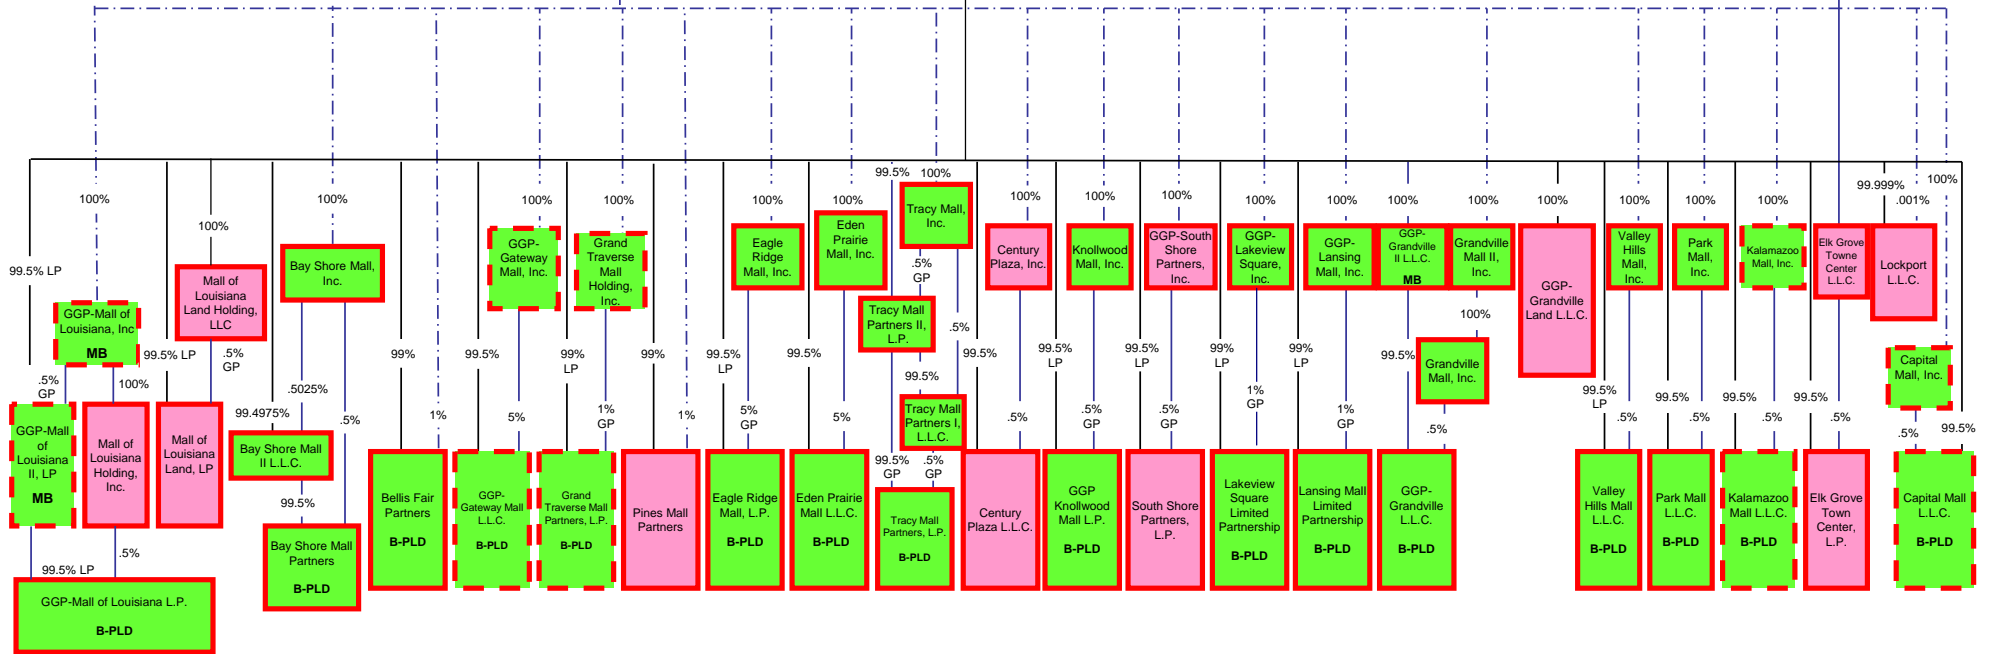 100%
99.5% LP
GGP-Mall of
Louisiana, Inc
MB
.5%
GP
100%
GGP-Mall
of
Louisiana
II, LP
MB
Mall of
Louisiana
Holding,
Inc.
99.5% LP
.5%
GGP-Mall of Louisiana L.P.
B-PLD
100%
Mall of
Louisiana
Land Holding,
LLC
99.5% LP
.5%
GP
Mall of
Louisiana
Land, LP
100%
Bay Shore Mall,
Inc.
.5025%
99.4975%
.5%
Bay Shore Mall
II L.L.C.
99.5%
Bay Shore Mall
Partners
B-PLD
99%
1%
Bellis Fair
Partners
B-PLD
100%
GGP-
Gateway
Mall, Inc.
99.5%
5%
GGP-
Gateway Mall
L.L.C.
B-PLD
100%
Grand
Traverse
Mall
Holding,
Inc.
99%
LP
1%
GP
Grand
Traverse Mall
Partners, L.P.
B-PLD
99%
1%
Pines Mall
Partners
100%
Eagle
Ridge
Mall, Inc.
99.5%
LP
5%
GP
Eagle Ridge
Mall, L.P.
B-PLD
100%
Eden
Prairie
Mall, Inc.
99.5%
5%
Eden Prairie
Mall L.L.C.
B-PLD
99.5%
100%
Tracy Mall,
Inc.
.5%
GP
Tracy Mall
Partners II,
L.P.
.5%
99.5%
Tracy Mall
Partners I,
L.L.C.
99.5%
GP
.5%
GP
Tracy Mall
Partners, L.P.
B-PLD
100%
Century
Plaza, Inc.
99.5%
.5%
Century
Plaza L.L.C.
100%
Knollwood
Mall, Inc.
99.5%
LP
.5%
GP
GGP
Knollwood
Mall L.P.
B-PLD
100%
GGP-South
Shore
Partners,
Inc.
99.5%
LP
.5%
GP
South Shore
Partners,
L.P.
100%
GGP-
Lakeview
Square,
Inc.
99%
LP
1%
GP
Lakeview
Square
Limited
Partnership
B-PLD
100%
GGP-
Lansing
Mall, Inc.
99%
LP
1%
GP
Lansing Mall
Limited
Partnership
B-PLD
100%
GGP-
Grandville
II L.L.C.
MB
99.5%
GGP-
Grandville
L.L.C.
B-PLD
100%
Grandville
Mall II,
Inc.
100%
Grandville
Mall, Inc.
.5%
100%
GGP-
Grandville
Land L.L.C.
100%
Valley
Hills
Mall,
Inc.
99.5%
LP
.5%
Valley
Hills Mall
L.L.C.
B-PLD
100%
Park
Mall,
Inc.
99.5%
.5%
Park Mall
L.L.C.
B-PLD
100%
Kalamazoo
Mall, Inc.
99.5%
.5%
Kalamazoo
Mall L.L.C.
B-PLD
Elk Grove
Towne
Center
L.L.C.
99.5%
.5%
Elk Grove
Town
Center,
L.P.
99.999%
.001%
Lockport
L.L.C.
100%
Capital
Mall, Inc.
.5%
99.5%
Capital Mall
L.L.C.
B-PLD